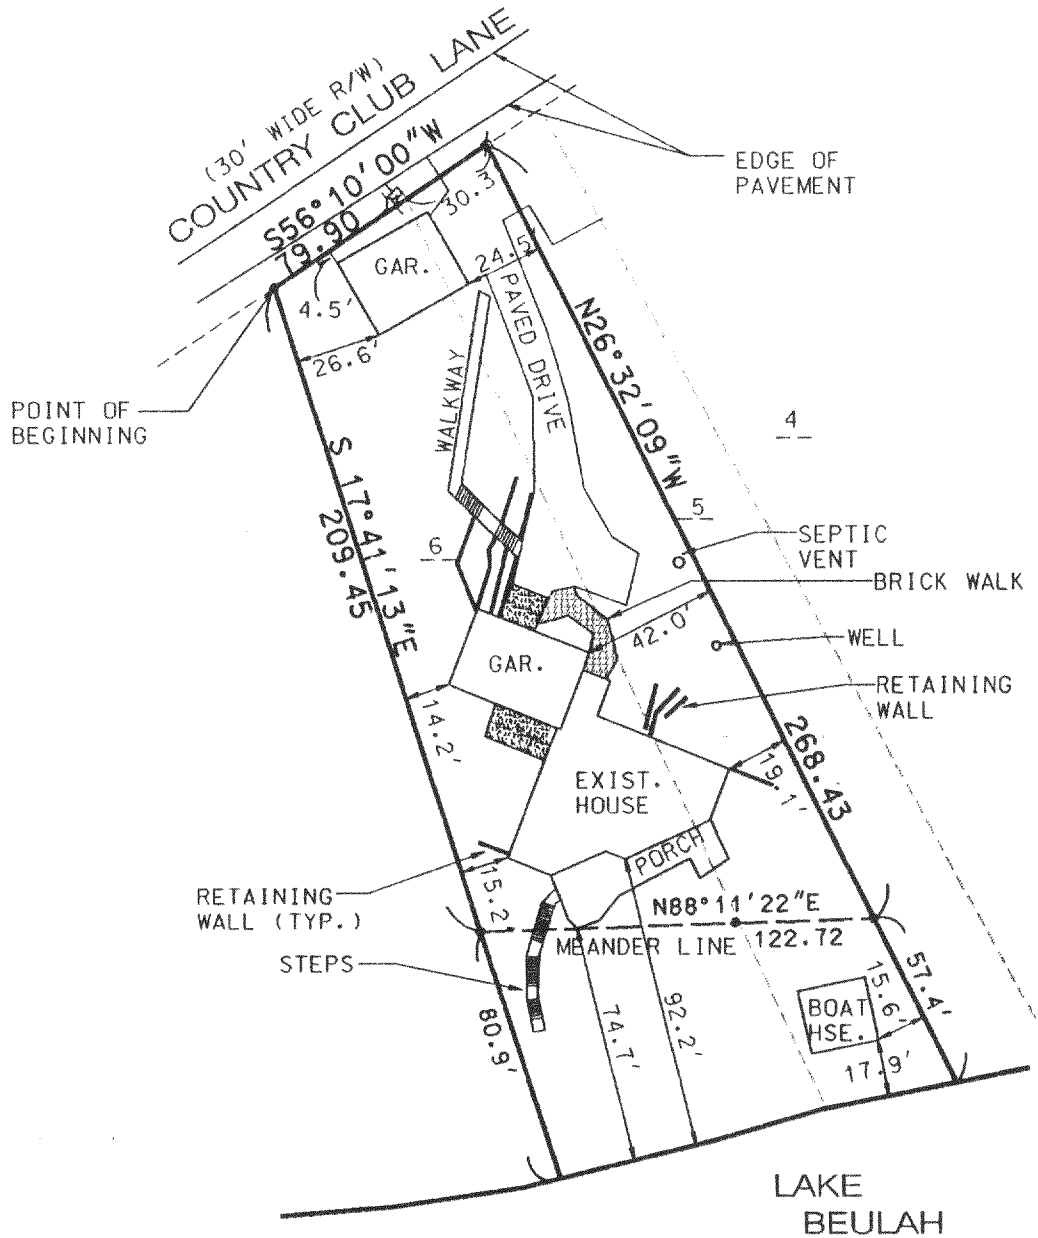 (30' WIDE R/W)
COUNTRY CLUB LANE
S56°10'00"W
79.90
30.3'
EDGE OF
PAVEMENT
GAR.
24.5'
4.5'
26.6'
PAVED DRIVE
WALKWAY
N26°32'09"W
268.43
POINT OF
BEGINNING
S 17°41'13"E
209.45
4
5
6
SEPTIC
VENT
BRICK WALK
42.0'
WELL
GAR.
RETAINING
WALL
14.2'
19.1'
EXIST.
HOUSE
PORCH
15.2'
RETAINING
WALL (TYP.)
N88°11'22"E
MEANDER LINE 122.72
STEPS
57.4'
15.6'
BOAT
HSE.
80.9'
74.7'
92.2'
17.9'
LAKE
BEULAH